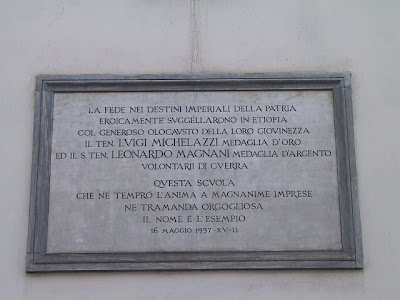 LA FEDE NEI DESTINI IMPERIALI DELLA PATRIA
EROICAMENTE SVGGELLARONO IN ETIOPIA
COL GENEROSO OLOCAVSTO DELLA LORO GIOVINEZZA
IL TEN. LVIGI MICHELAZZI MEDAGLIA D'ORO
ED IL S. TEN. LEONARDO MAGNANI MEDAGLIA D'ARGENTO
VOLONTARII DI GVERRA
QVESTA SCVOLA
CHE NE TEMPRÒ L'ANIMA A MAGNANIME IMPRESE
NE TRAMANDA ORGOGLIOSA
IL NOME E L'ESEMPIO
16 MAGGIO 1937-XV-II